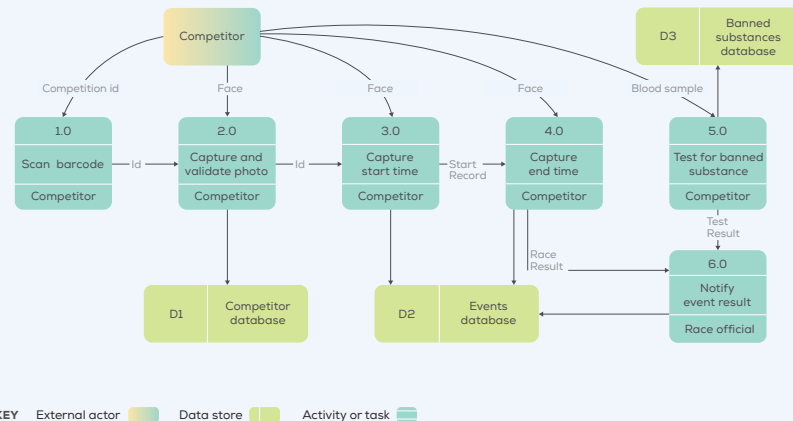 Competitor
D3
Banned
substances
database
Competition id
Face
Face
Face
Blood sample
1.0
Scan barcode
Competitor
Id
2.0
Capture and
validate photo
Competitor
Id
3.0
Capture
start time
Competitor
Start
Record
4.0
Capture
end time
Competitor
5.0
Test for banned
substance
Competitor
Test
Result
Race
Result
6.0
Notify
event result
Race official
D1
Competitor
database
D2
Events
database
KEY
External actor
Data store
Activity or task